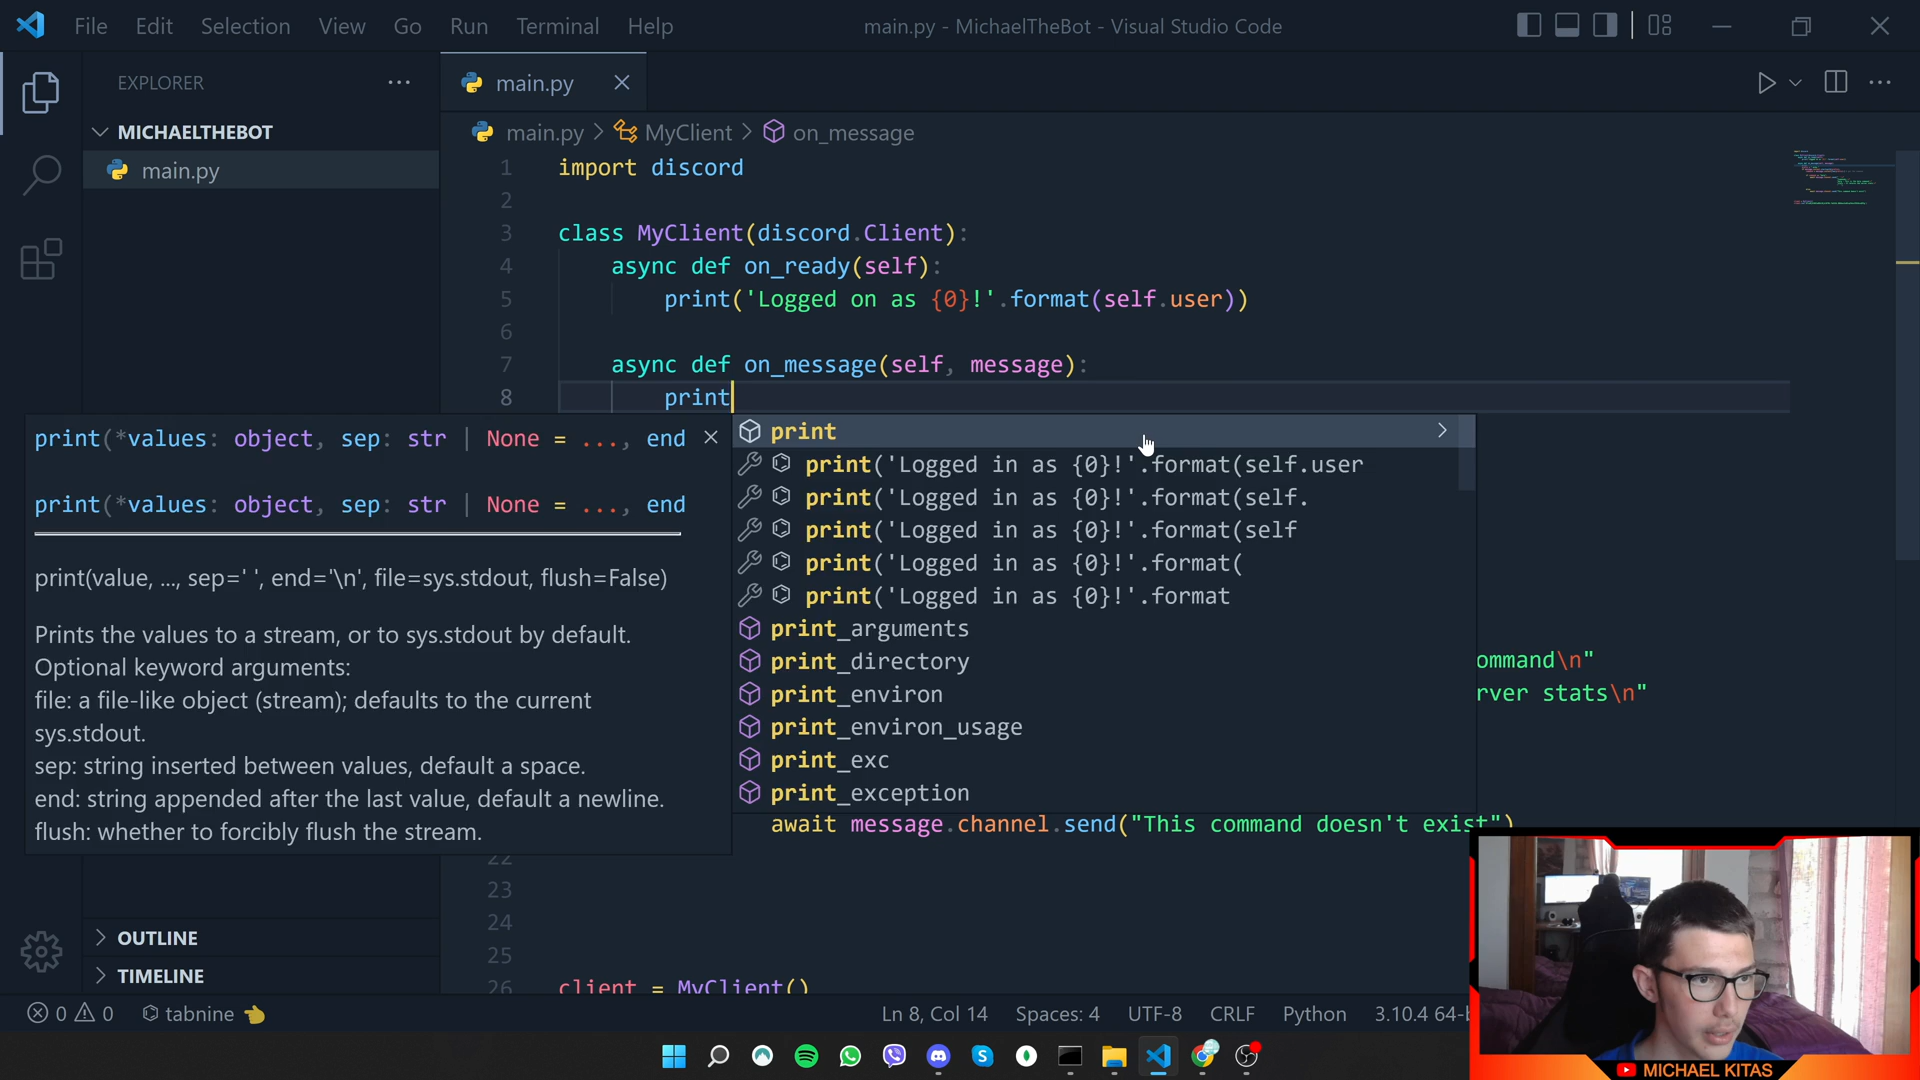 File Edit Selection View Go Run Terminal Help
main.py - MichaelTheBot - Visual Studio Code
EXPLORER
MICHAELTHEBOT
main.py
main.py
main.py > MyClient > on_message
1 import discord
2
3 class MyClient(discord.Client):
4 async def on_ready(self):
5 print('Logged on as {0}!'.format(self.user))
6
7 async def on_message(self, message):
8 print
print(*values: object, sep: str | None = ..., end
print(*values: object, sep: str | None = ..., end
print(value, ..., sep=' ', end='\n', file=sys.stdout, flush=False)
Prints the values to a stream, or to sys.stdout by default.
Optional keyword arguments:
file: a file-like object (stream); defaults to the current
sys.stdout.
sep: string inserted between values, default a space.
end: string appended after the last value, default a newline.
flush: whether to forcibly flush the stream.
print
print('Logged in as {0}!'.format(self.user
print('Logged in as {0}!'.format(self.
print('Logged in as {0}!'.format(self
print('Logged in as {0}!'.format(
print('Logged in as {0}!'.format
print_arguments
print_directory
print_environ
print_environ_usage
print_exc
print_exception
ommand\n"
rver stats\n"
await message.channel.send("This command doesn't exist")
22
23
24
25
26 client = MyClient()
OUTLINE
TIMELINE
0 0 tabnine
Ln 8, Col 14 Spaces: 4 UTF-8 CRLF Python 3.10.4 64-b
MICHAEL KITAS